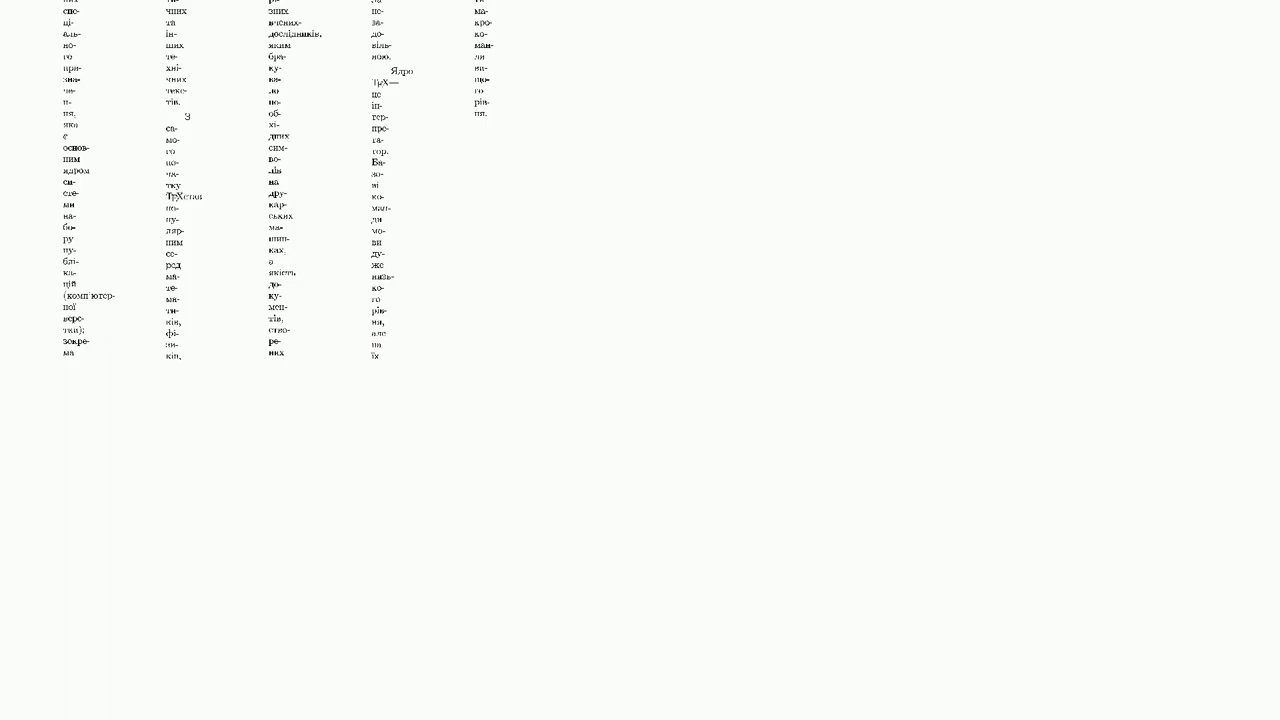 спе-
ці-
аль-
но-
го
при-
зна-
че-
н-
ня,
яка
є
основ-
ним
ядром
си-
сте-
ми
на-
бо-
ру
пу-
блі-
ка-
цій
(комп'ютер-
ної
верс-
тки);
зокре-
ма
чних
та
ін-
ших
те-
хні-
чних
текс-
тів.
З
са-
мо-
го
по-
ча-
тку
TeXстав
по-
пу-
ляр-
ним
се-
ред
ма-
те-
ма-
ти-
ків,
фі-
зи-
ків,
зних
вчених-
дослідників,
яким
бра-
ку-
ва-
ло
не-
об-
хі-
дних
сим-
во-
лів
на
дру-
кар-
ських
ма-
шин-
ках,
а
якість
до-
ку-
мен-
тів,
ство-
ре-
них
не-
за-
до-
віль-
ною.
Ядро
TeX—
це
ін-
тер-
пре-
та-
тор.
Ба-
зо-
ві
ко-
ман-
ди
мо-
ви
ду-
же
низь-
ко-
го
рів-
ня,
але
на
їх
ма-
кро-
ко-
ман-
ди
ви-
що-
го
рів-
ня.